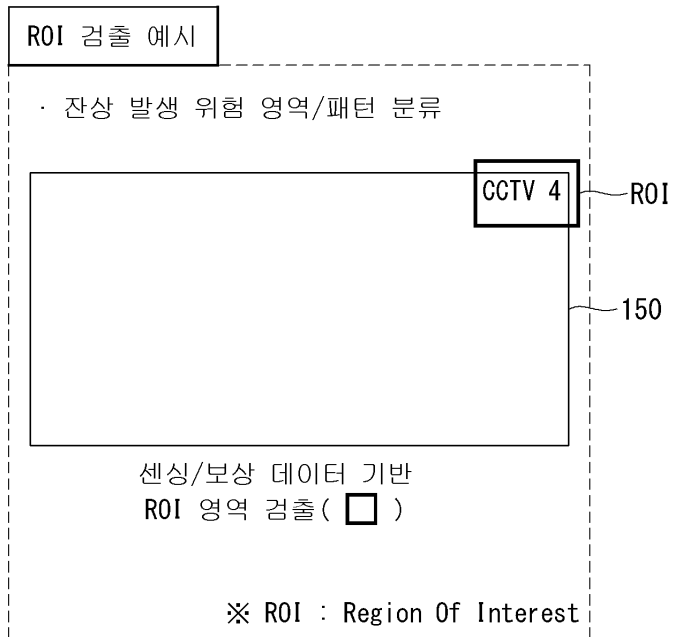 ROI 검출 예시
· 잔상 발생 위험 영역/패턴 분류
CCTV 4
ROI
150
센싱/보상 데이터 기반
ROI 영역 검출( □ )
※ ROI : Region Of Interest